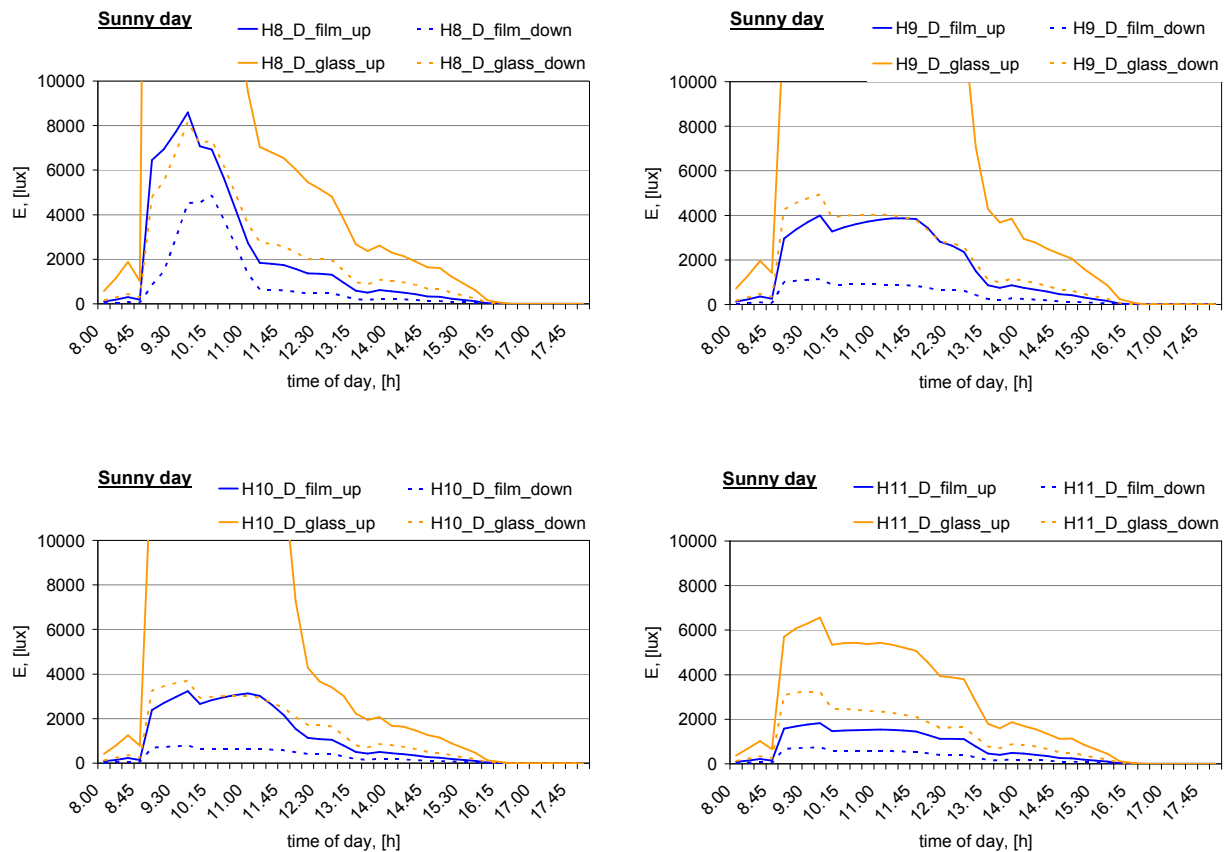 Sunny day
H8_D_film_up
H8_D_film_down
H8_D_glass_up
H8_D_glass_down
E, [lux]
10000
8000
6000
4000
2000
0
8.00
8.45
9.30
10.15
11.00
11.45
12.30
13.15
14.00
14.45
15.30
16.15
17.00
17.45
time of day, [h]
Sunny day
H9_D_film_up
H9_D_film_down
H9_D_glass_up
H9_D_glass_down
E, [lux]
10000
8000
6000
4000
2000
0
8.00
8.45
9.30
10.15
11.00
11.45
12.30
13.15
14.00
14.45
15.30
16.15
17.00
17.45
time of day, [h]
Sunny day
H10_D_film_up
H10_D_film_down
H10_D_glass_up
H10_D_glass_down
E, [lux]
10000
8000
6000
4000
2000
0
8.00
8.45
9.30
10.15
11.00
11.45
12.30
13.15
14.00
14.45
15.30
16.15
17.00
17.45
time of day, [h]
Sunny day
H11_D_film_up
H11_D_film_down
H11_D_glass_up
H11_D_glass_down
E, [lux]
10000
8000
6000
4000
2000
0
8.00
8.45
9.30
10.15
11.00
11.45
12.30
13.15
14.00
14.45
15.30
16.15
17.00
17.45
time of day, [h]